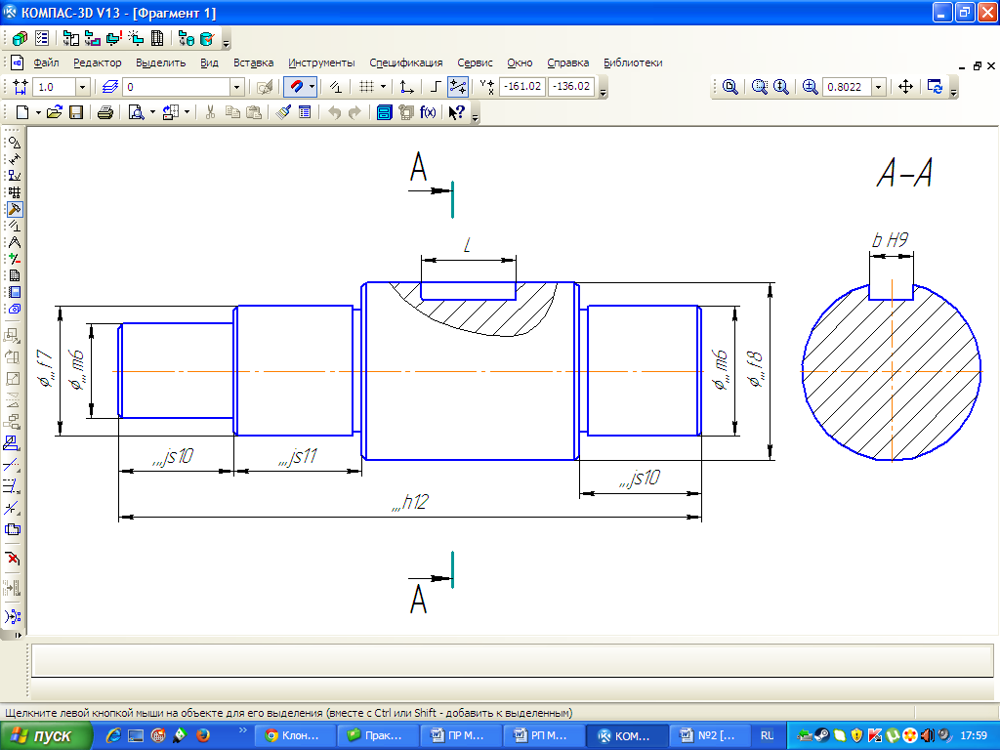 КОМПАС-3D V13 - [Фрагмент 1]
Файл Редактор Выделить Вид Вставка Инструменты Спецификация Сервис Окно Справка Библиотеки
1.0 0 -161.02 -136.02 0.8022
f(x)
А
А-А
L
b H9
ϕ,,,f7
ϕ,,,m6
ϕ,,,m6
ϕ,,,f8
,,,js10
,,,js11
,,,js10
,,,h12
А
Щелкните левой кнопкой мыши на объекте для его выделения (вместе с Ctrl или Shift - добавить к выделенным)
пуск Клон... Прак... ПР М... РП М... КОМ... №2 [... RU 17:59